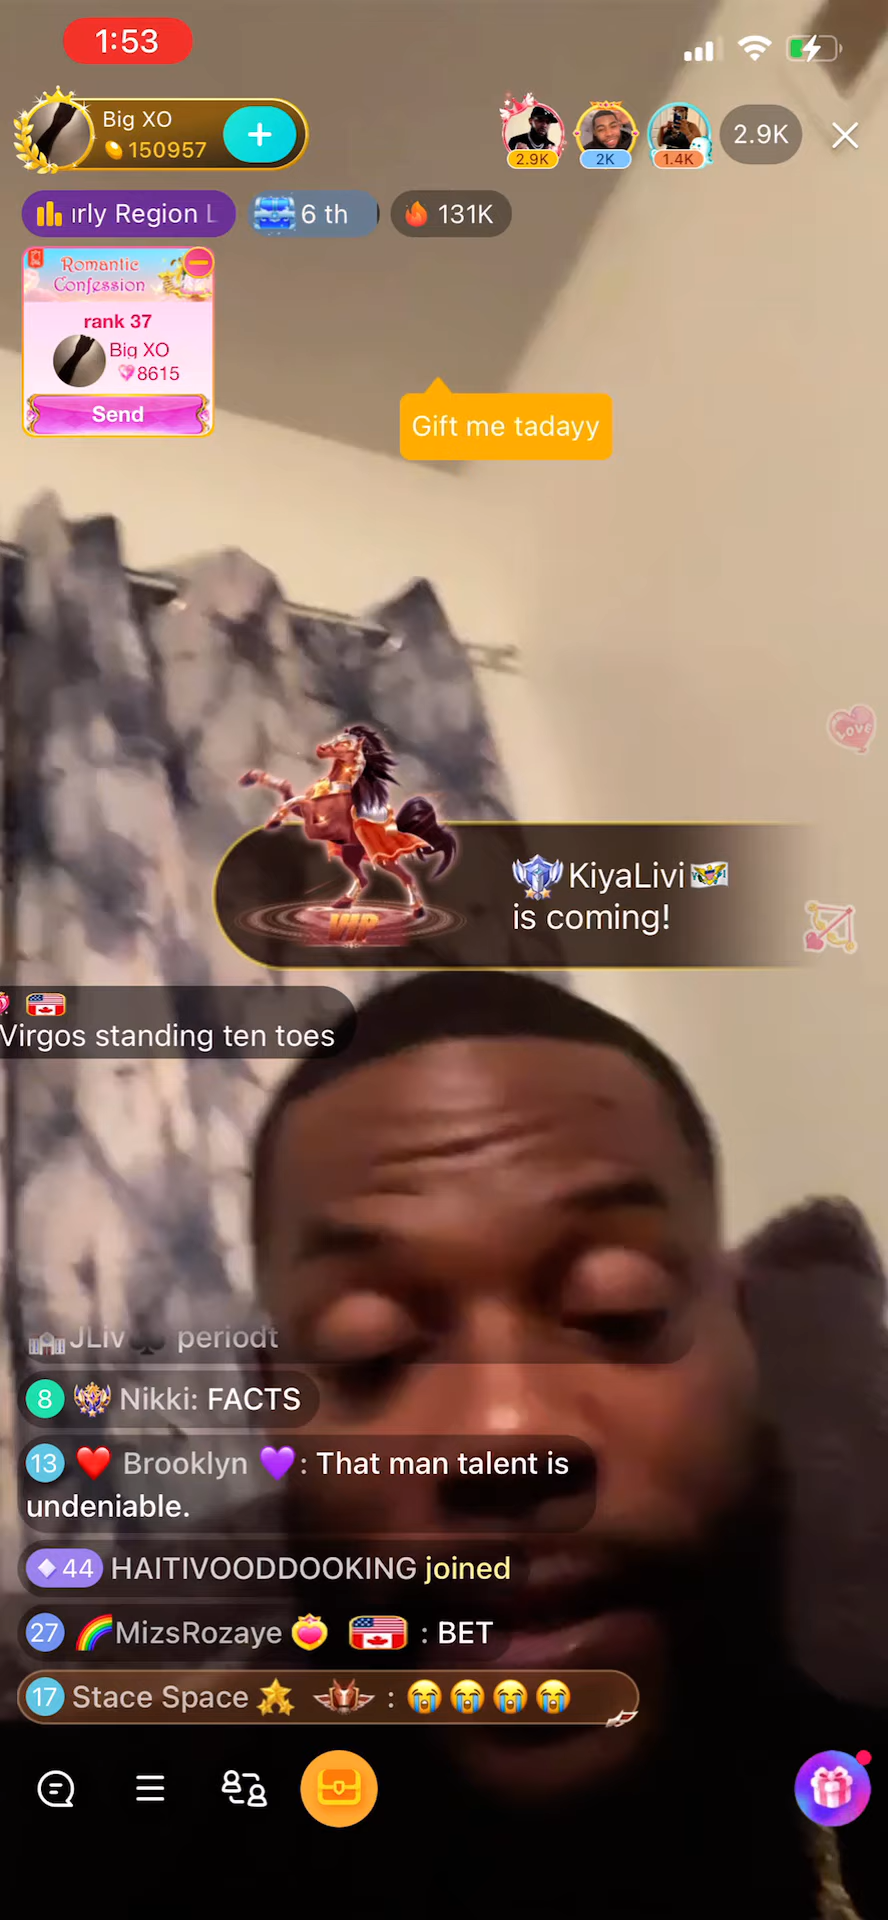 1:53
Big XO
150957
2.9K
2K
1.4K
2.9K
ırly Region L
6 th
131K
Romantic
Confession
rank 37
Big XO
8615
Send
Gift me tadayy
LOVE
KiyaLivi
is coming!
VIP
Virgos standing ten toes
JLiv♠ periodt
8 Nikki: FACTS
13 ❤️ Brooklyn 💜: That man talent is
undeniable.
44 HAITIVOODDOOKING joined
27 🌈MizsRozaye : BET
17 Stace Space : 😭😭😭😭